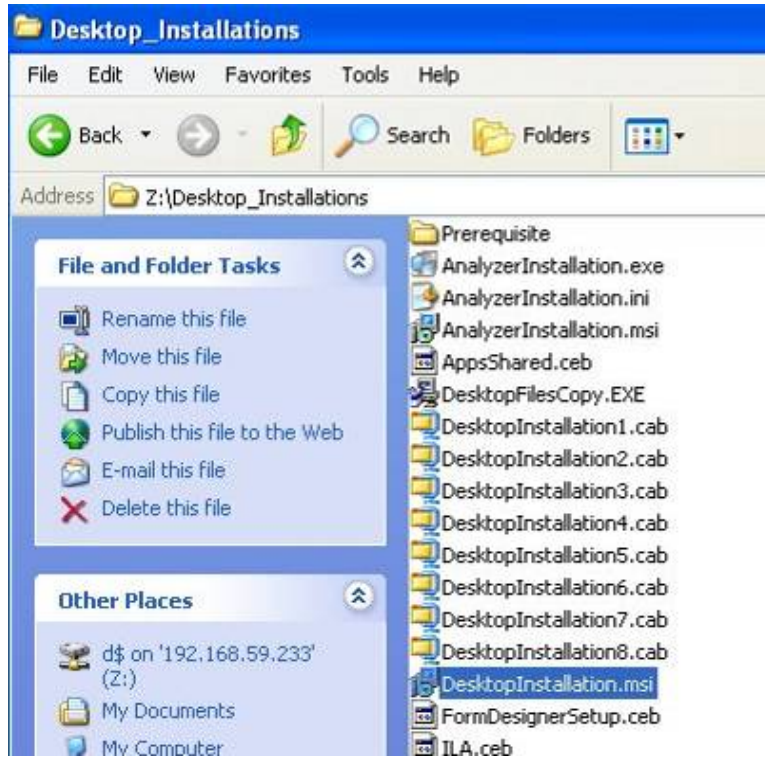 Desktop_Installations
File Edit View Favorites Tools Help
Back Search Folders
Address Z:\Desktop_Installations
File and Folder Tasks
Rename this file
Move this file
Copy this file
Publish this file to the Web
E-mail this file
Delete this file
Other Places
d$ on '192.168.59.233'
(Z:)
My Documents
My Computer
Prerequisite
AnalyzerInstallation.exe
AnalyzerInstallation.ini
AnalyzerInstallation.msi
AppsShared.ceb
DesktopFilesCopy.EXE
DesktopInstallation1.cab
DesktopInstallation2.cab
DesktopInstallation3.cab
DesktopInstallation4.cab
DesktopInstallation5.cab
DesktopInstallation6.cab
DesktopInstallation7.cab
DesktopInstallation8.cab
DesktopInstallation.msi
FormDesignerSetup.ceb
ILA.ceb